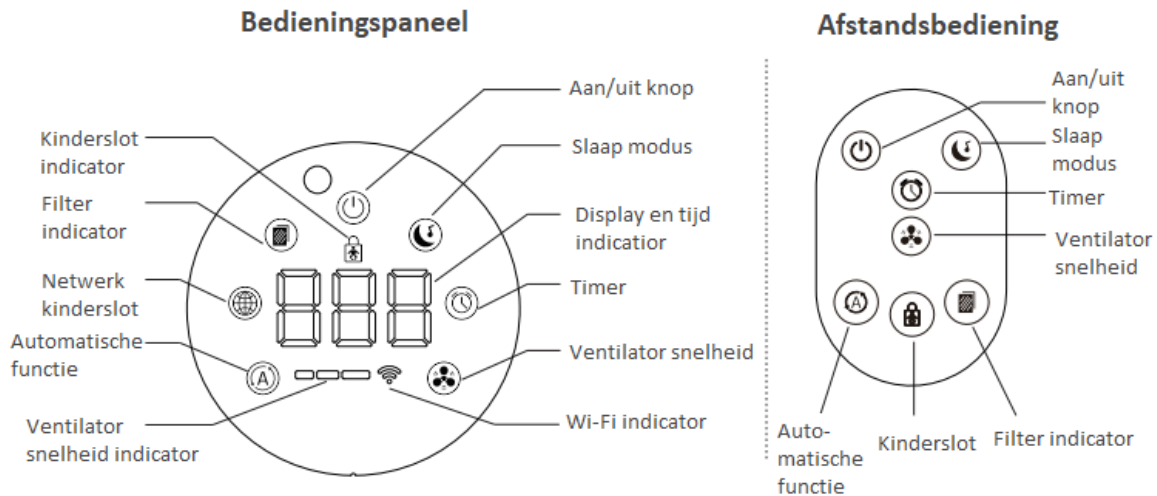 Bedieningspaneel
Aan/uit knop
Kinderslot
indicator
Slaap modus
Filter
indicator
Display en tijd
indicatior
Netwerk
kinderslot
Timer
Automatische
functie
Ventilator snelheid
Ventilator
snelheid indicator
Wi-Fi indicator
A
Afstandsbediening
Aan/uit
knop
Slaap
modus
Timer
Ventilator
snelheid
A
Auto-
matische
functie
Kinderslot
Filter indicator